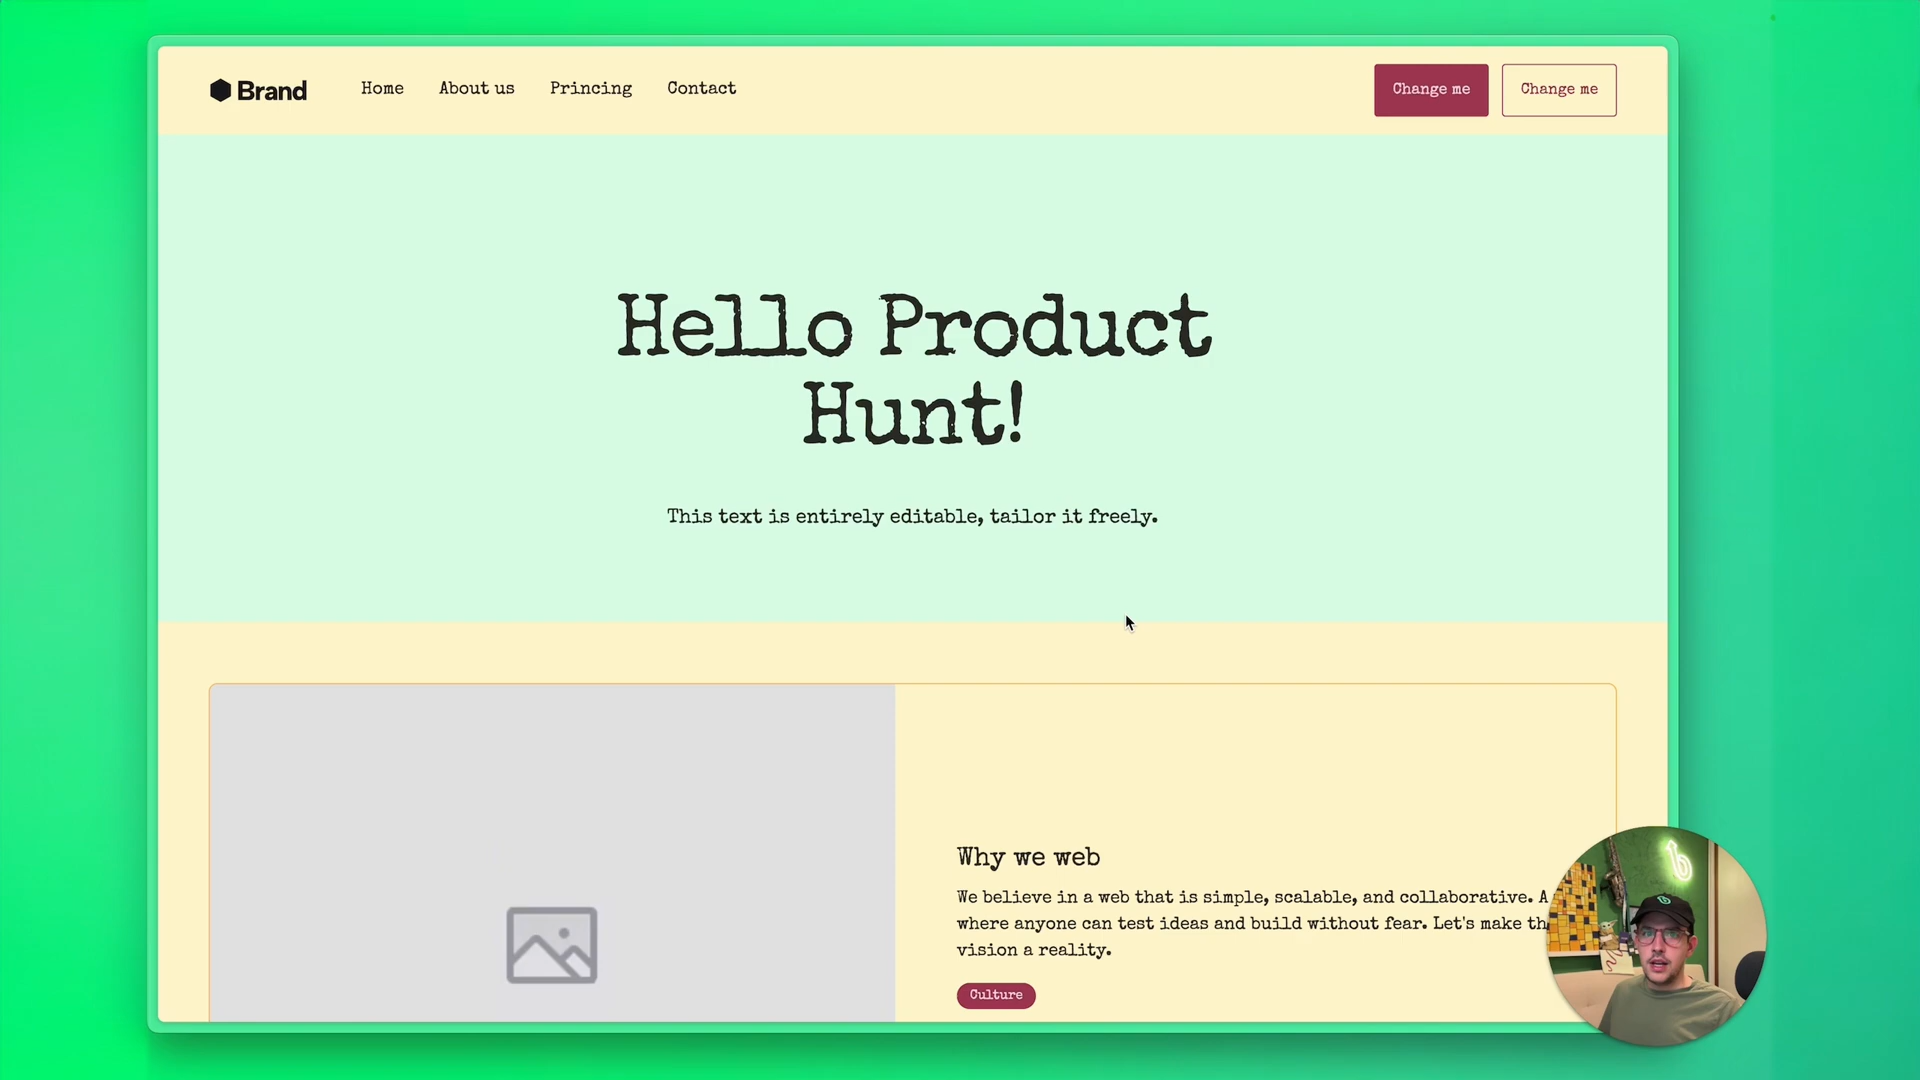 Brand
Home
About us
Princing
Contact
Change me
Change me
Hello Product
Hunt!
This text is entirely editable, tailor it freely.
Why we web
We believe in a web that is simple, scalable, and collaborative. A
where anyone can test ideas and build without fear. Let's make th
vision a reality.
Culture